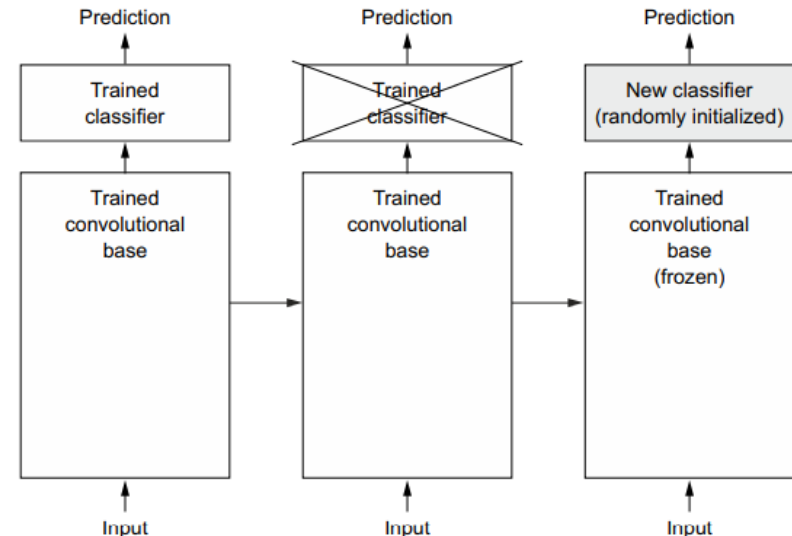 Prediction
Prediction
Prediction
Trained
classifier
Trained
classifier
New classifier
(randomly initialized)
Trained
convolutional
base
Trained
convolutional
base
Trained
convolutional
base
(frozen)
Input
Input
Input